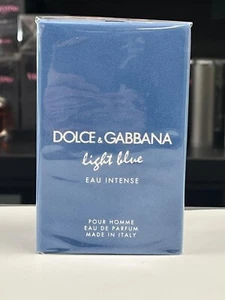 DOLCE & GABBANA
light blue
EAU INTENSE
POUR HOMME
EAU DE PARFUM
MADE IN ITALY